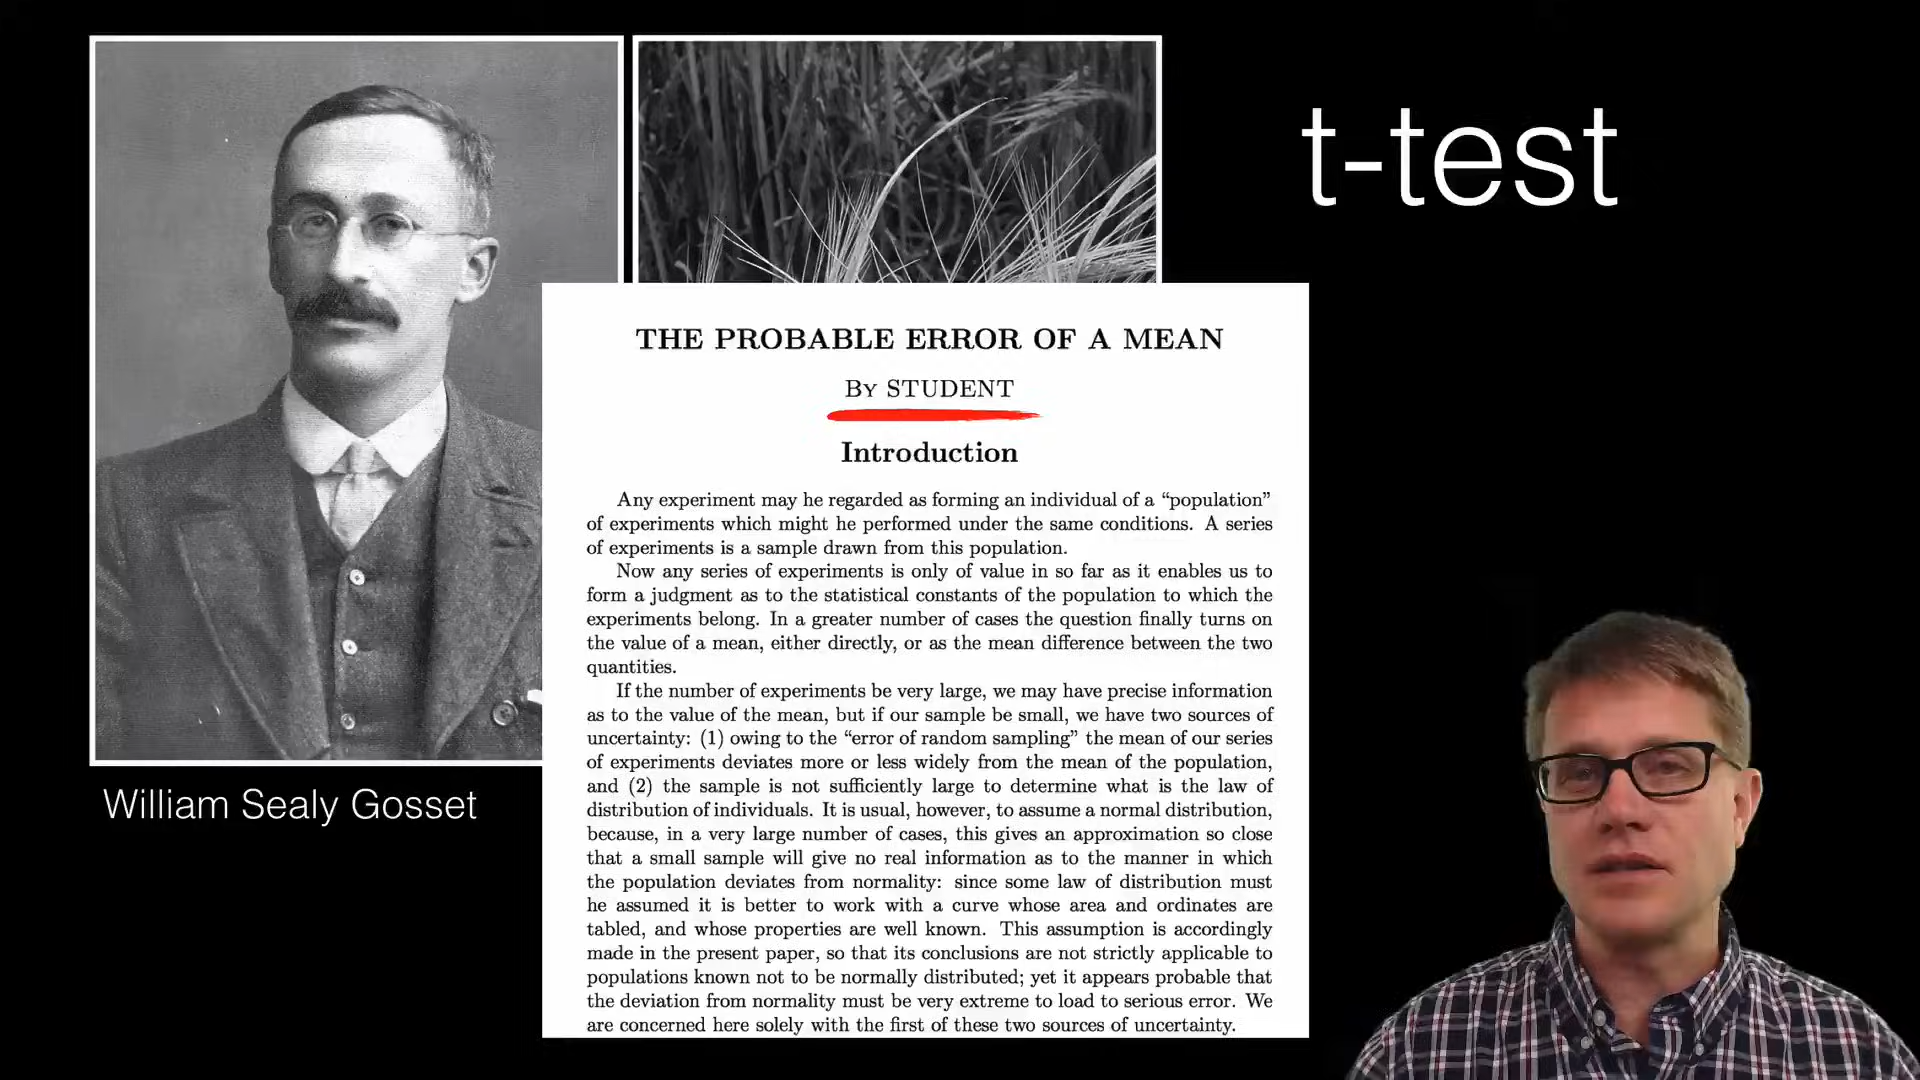 t-test
THE PROBABLE ERROR OF A MEAN
By STUDENT
Introduction
Any experiment may he regarded as forming an individual of a “population”
of experiments which might he performed under the same conditions. A series
of experiments is a sample drawn from this population.
Now any series of experiments is only of value in so far as it enables us to
form a judgment as to the statistical constants of the population to which the
experiments belong. In a greater number of cases the question finally turns on
the value of a mean, either directly, or as the mean difference between the two
quantities.
If the number of experiments be very large, we may have precise information
as to the value of the mean, but if our sample be small, we have two sources of
uncertainty: (1) owing to the “error of random sampling” the mean of our series
of experiments deviates more or less widely from the mean of the population,
and (2) the sample is not sufficiently large to determine what is the law of
distribution of individuals. It is usual, however, to assume a normal distribution,
because, in a very large number of cases, this gives an approximation so close
that a small sample will give no real information as to the manner in which
the population deviates from normality: since some law of distribution must
he assumed it is better to work with a curve whose area and ordinates are
tabled, and whose properties are well known. This assumption is accordingly
made in the present paper, so that its conclusions are not strictly applicable to
populations known not to be normally distributed; yet it appears probable that
the deviation from normality must be very extreme to load to serious error. We
are concerned here solely with the first of these two sources of uncertainty.
William Sealy Gosset